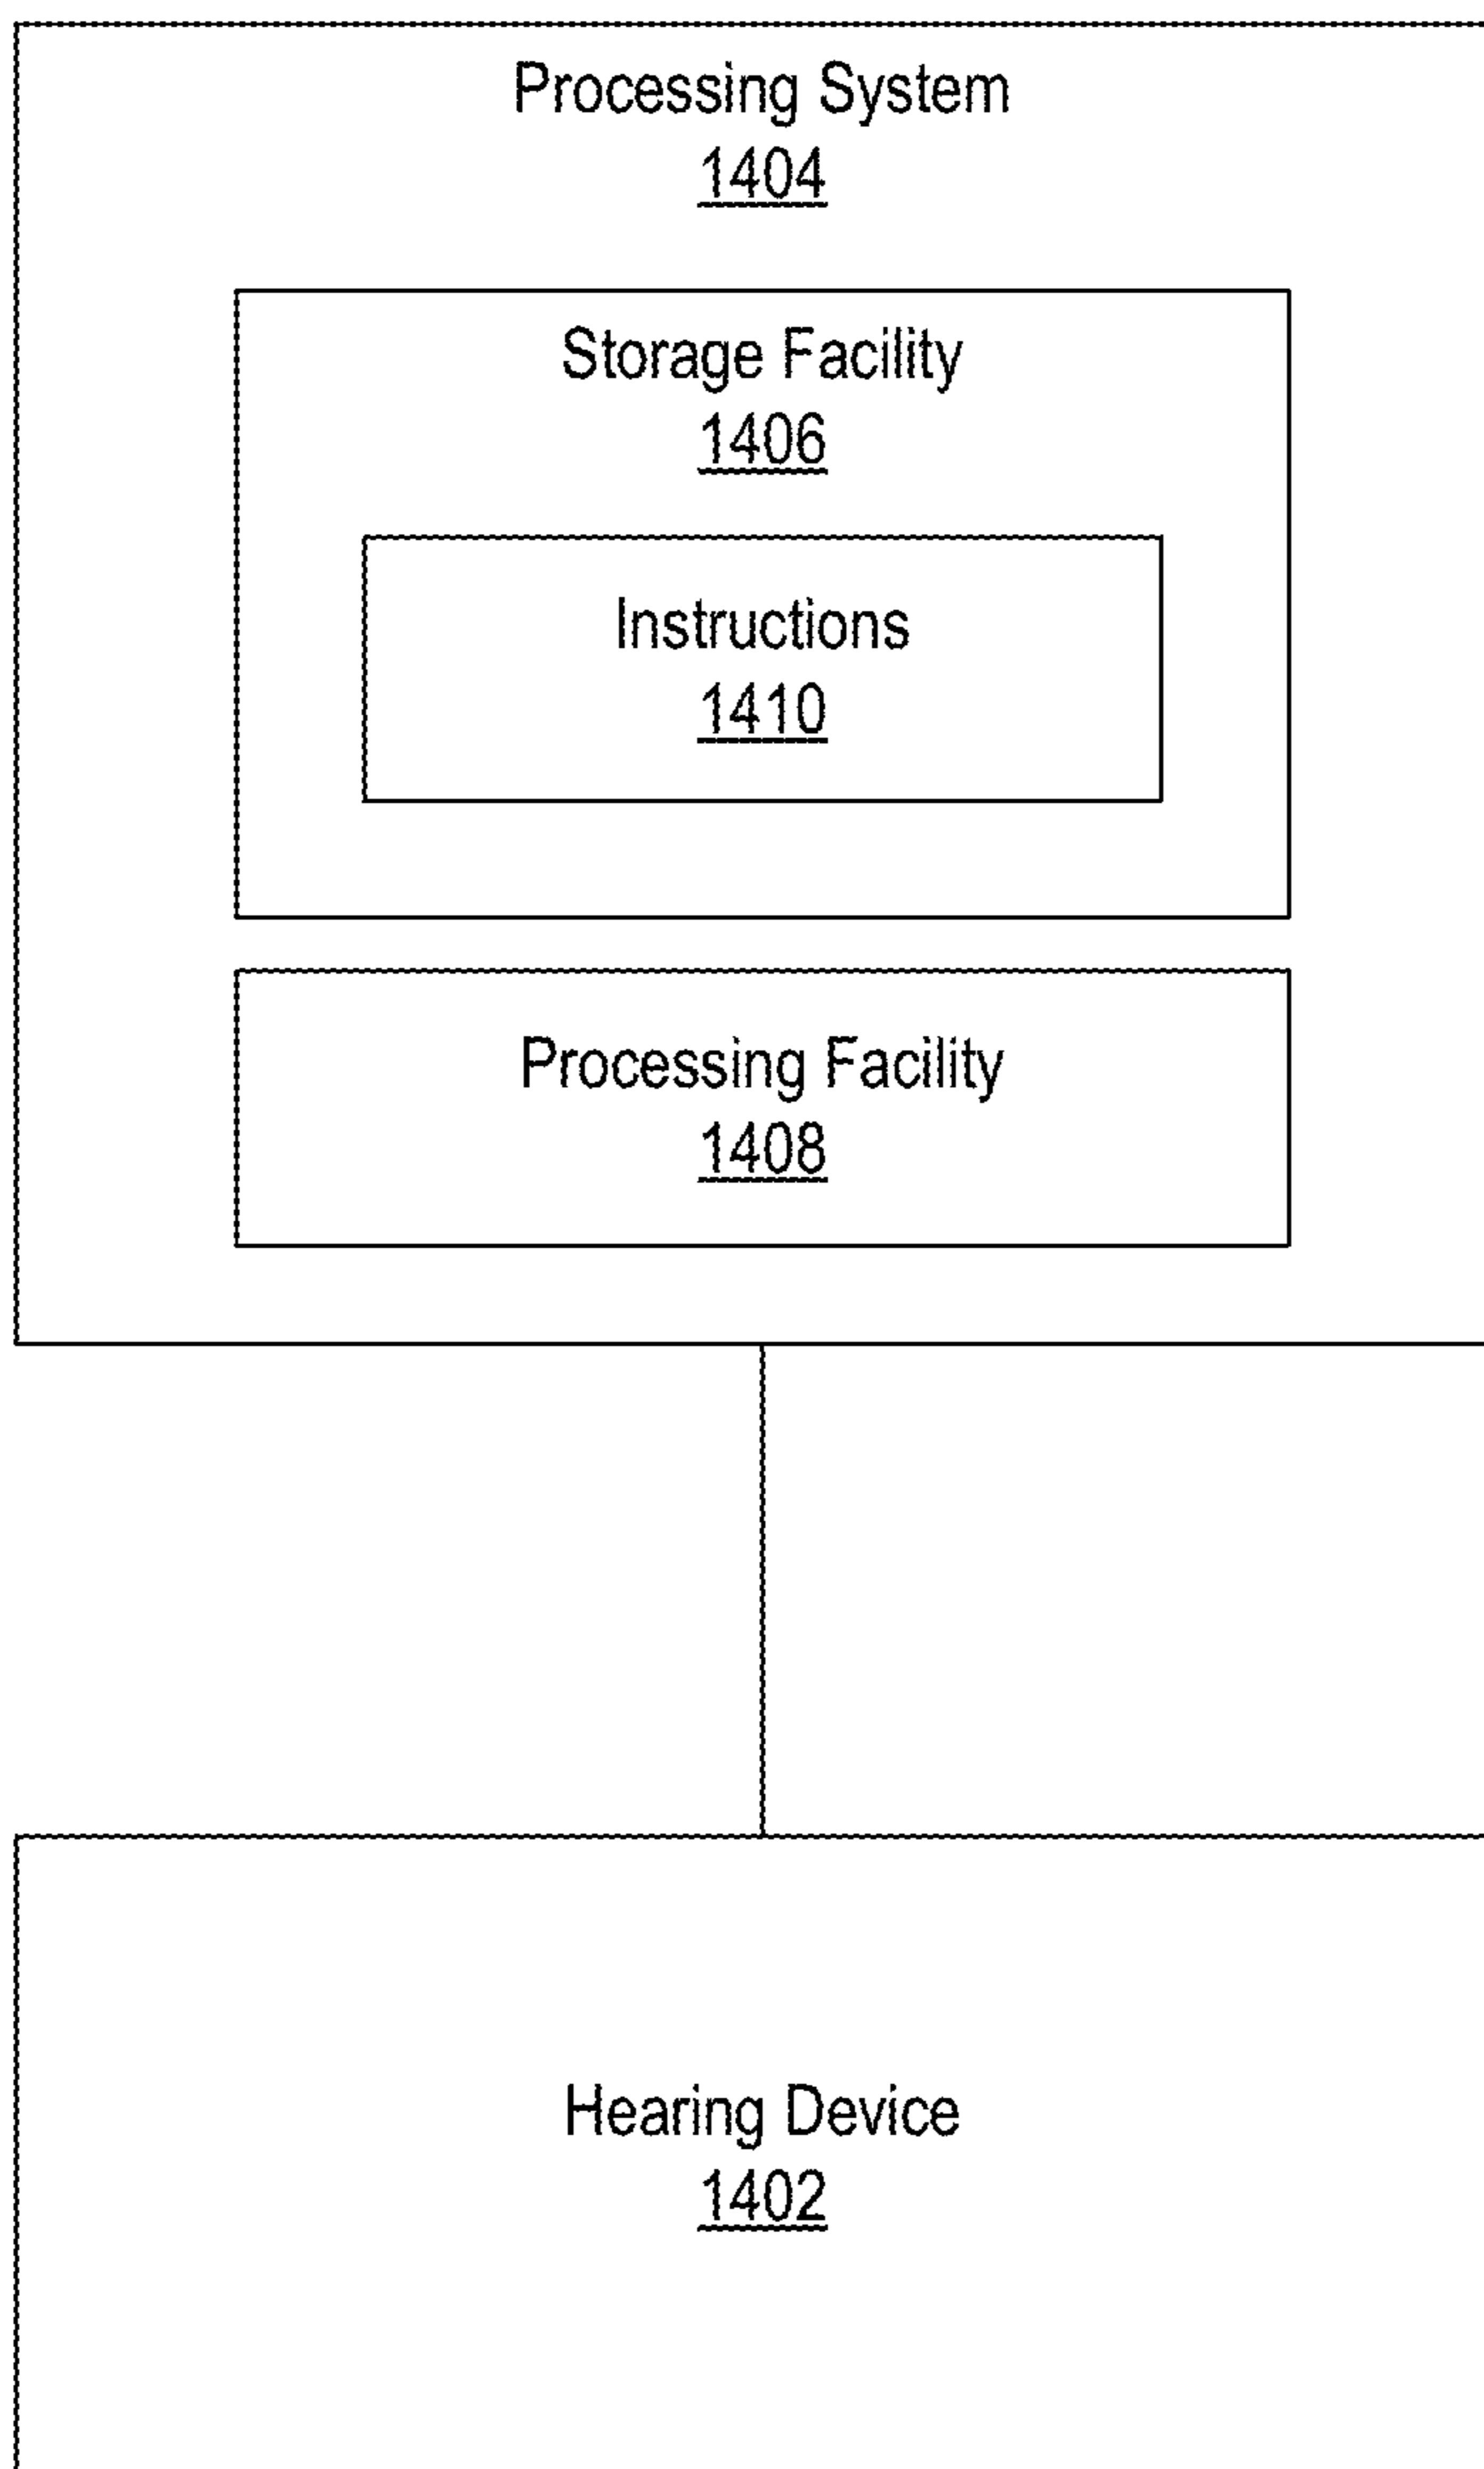 Processing System
1404
Storage Facility
1406
Instructions
1410
Processing Facility
1408
Hearing Device
1402